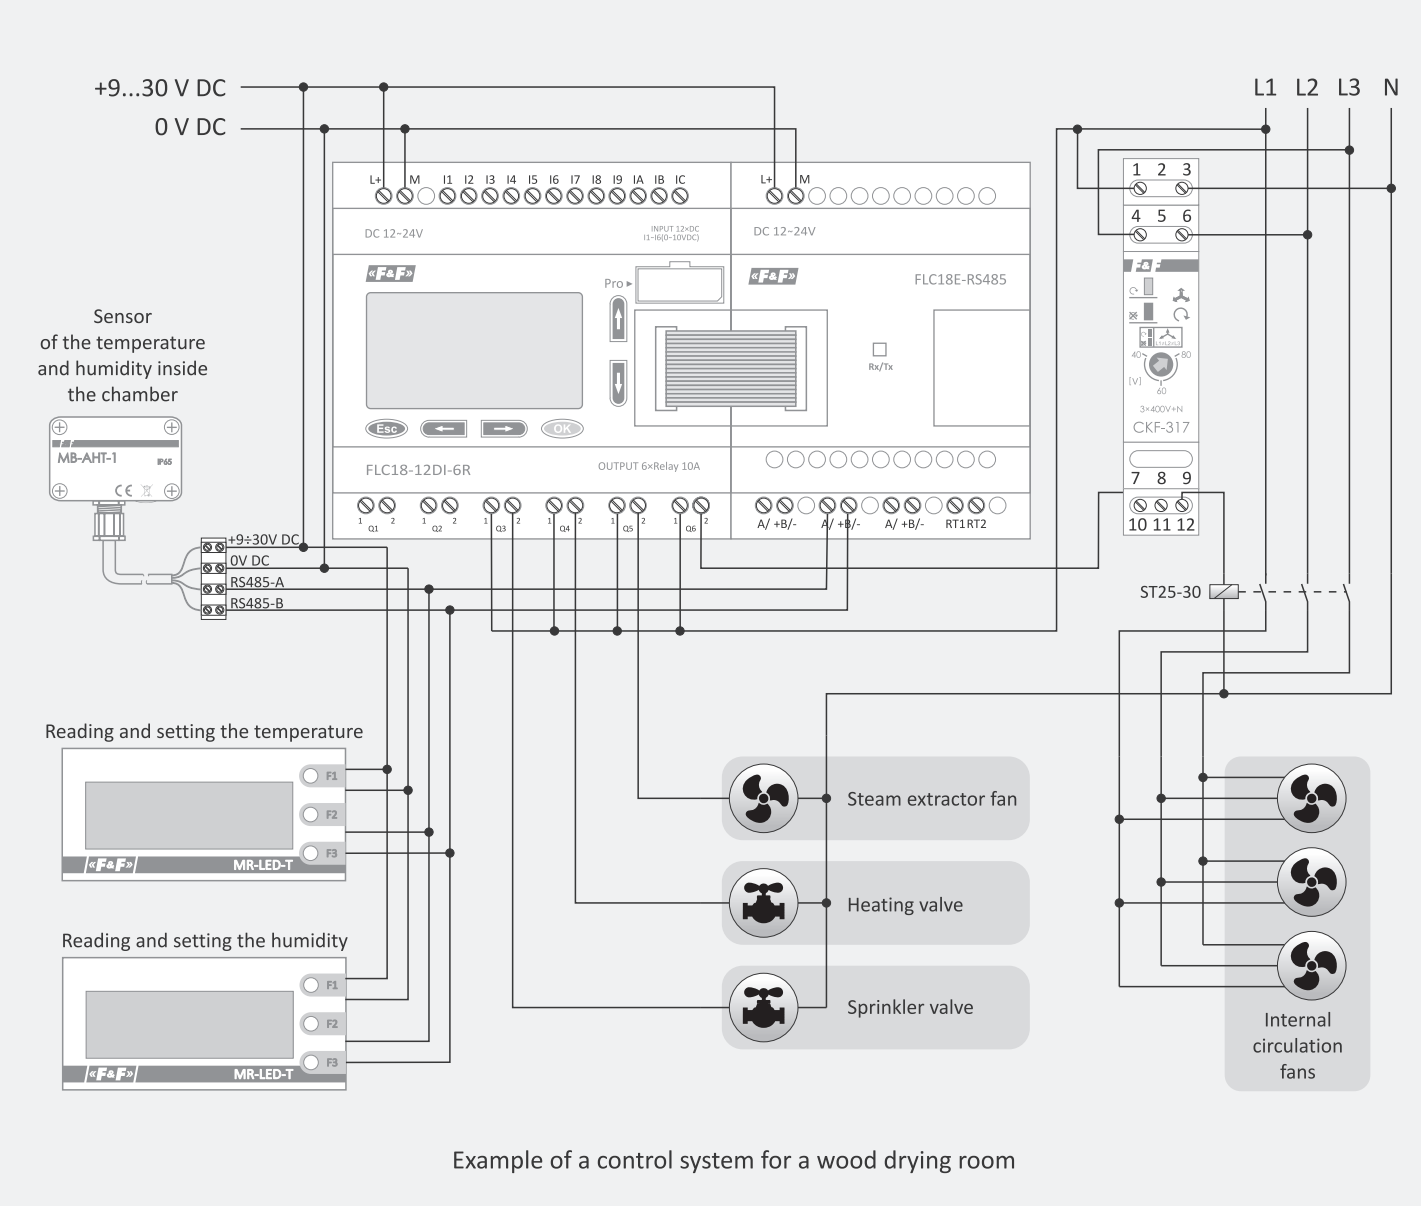 +9...30 V DC
0 V DC
L1 L2 L3 N
L+ M I1 I2 I3 I4 I5 I6 I7 I8 I9 IA IB IC
L+ M
DC 12~24V
INPUT 12×DC
I1~I6(0~10VDC)
DC 12~24V
«F&F»
Pro
«F&F»
FLC18E-RS485
Rx/Tx
Esc
OK
FLC18-12DI-6R
OUTPUT 6×Relay 10A
1 Q1 2
1 Q2 2
1 Q3 2
1 Q4 2
1 Q5 2
1 Q6 2
A/ +B/-
A/ +B/-
A/ +B/-
RT1 RT2
1 2 3
4 5 6
F&F
L1/L2/L3
40 80
[V]
60
3×400V+N
CKF-317
7 8 9
10 11 12
ST25-30
Sensor
of the temperature
and humidity inside
the chamber
F F
MB-AHT-1
IP65
CE
+9÷30V DC
0V DC
RS485-A
RS485-B
Reading and setting the temperature
F1
F2
F3
«F&F»
MR-LED-T
Reading and setting the humidity
F1
F2
F3
«F&F»
MR-LED-T
Steam extractor fan
Heating valve
Sprinkler valve
Internal
circulation
fans
Example of a control system for a wood drying room